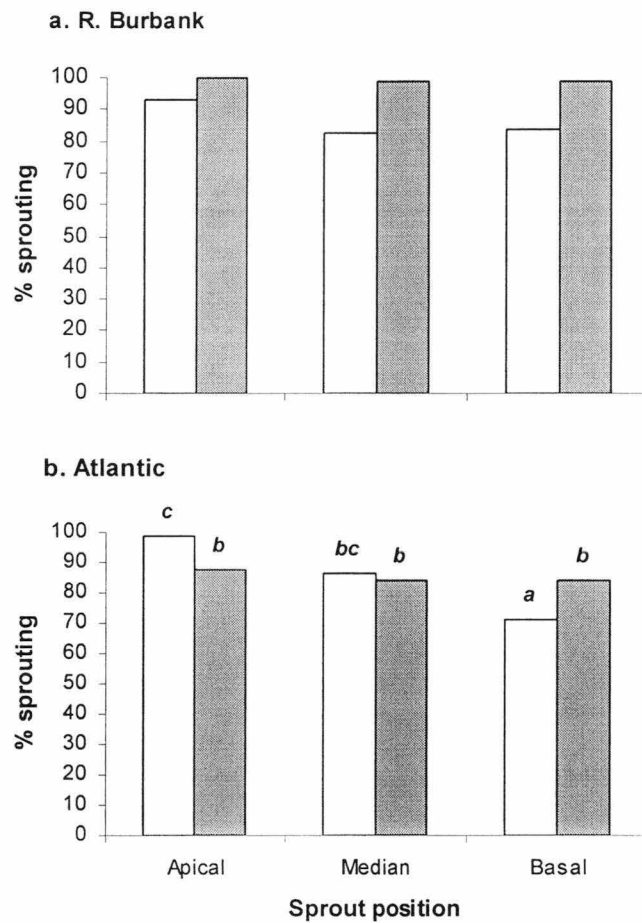 a. R. Burbank
% sprouting
100
90
80
70
60
50
40
30
20
10
0
b. Atlantic
% sprouting
100
90
80
70
60
50
40
30
20
10
0
c
b
bc
b
a
b
Apical Median Basal
Sprout position